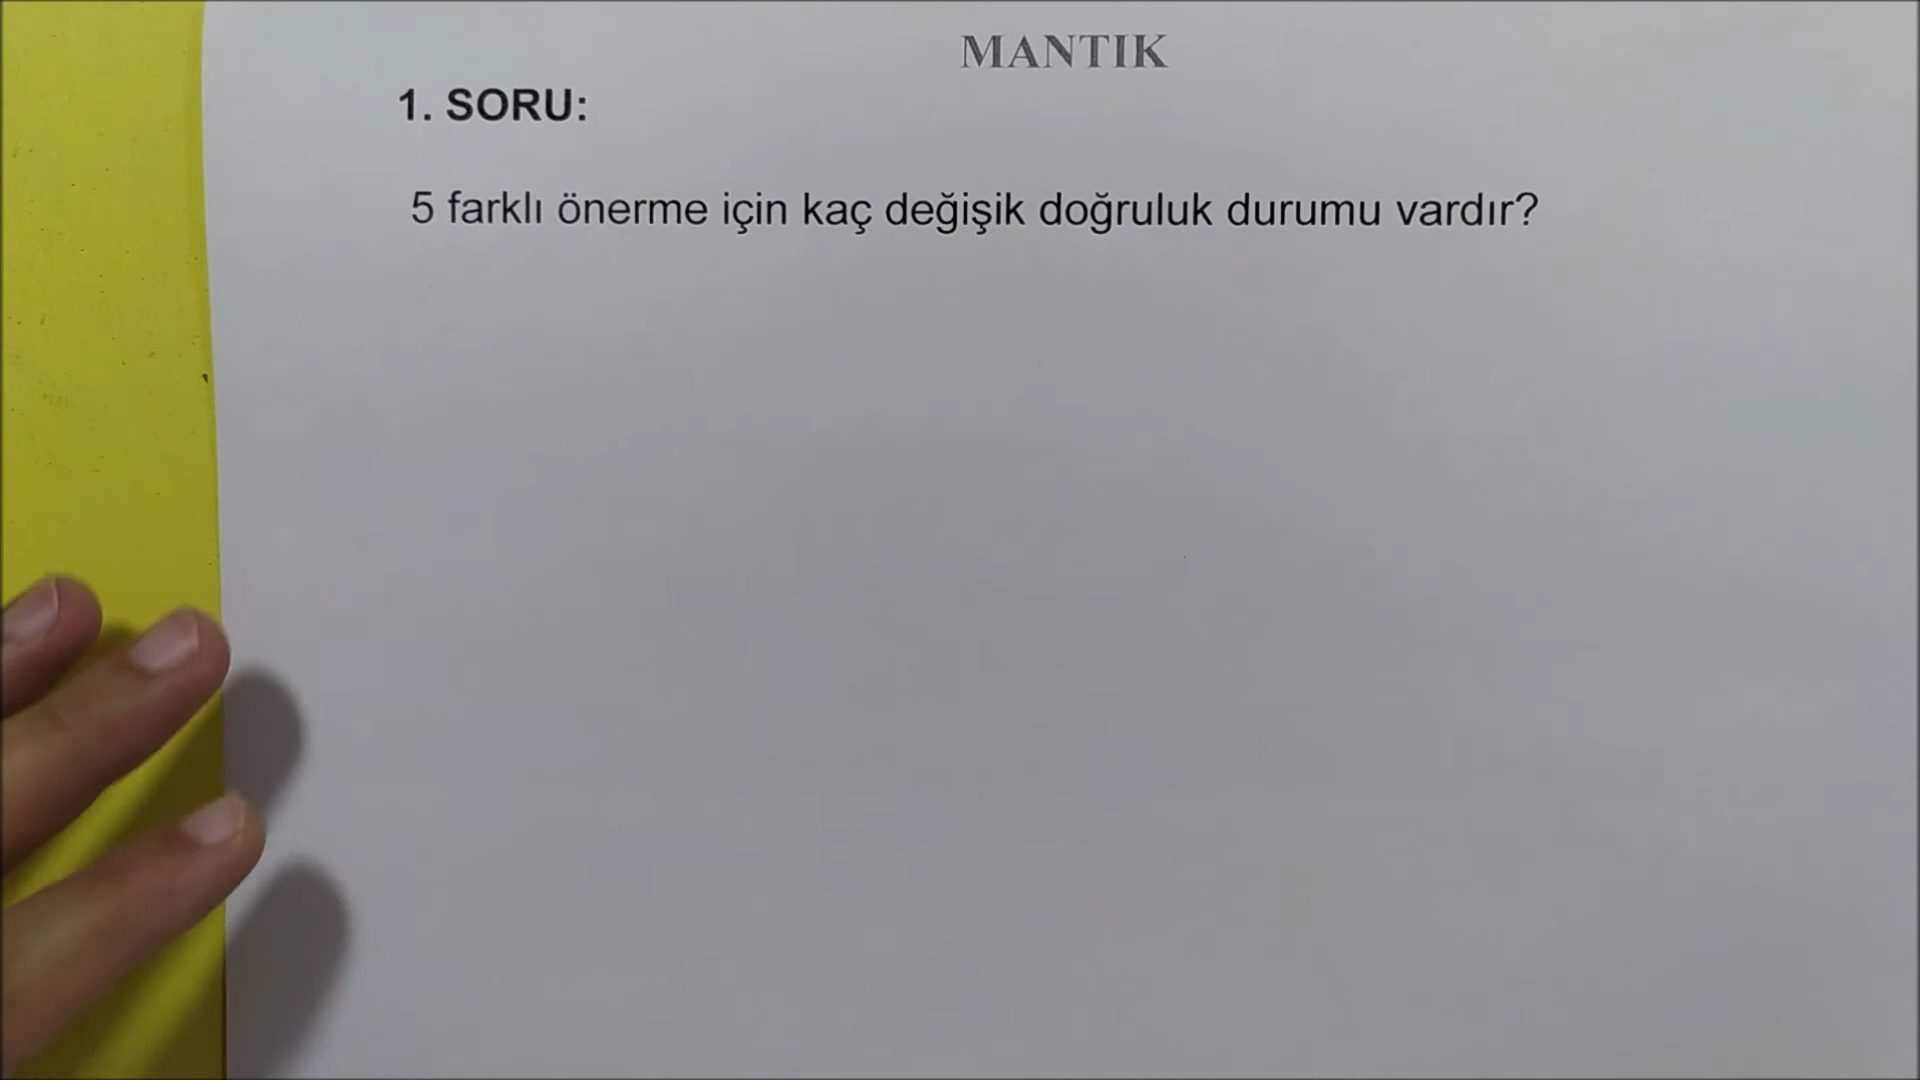 MANTIK
1. SORU:
5 farklı önerme için kaç değişik doğruluk durumu vardır?